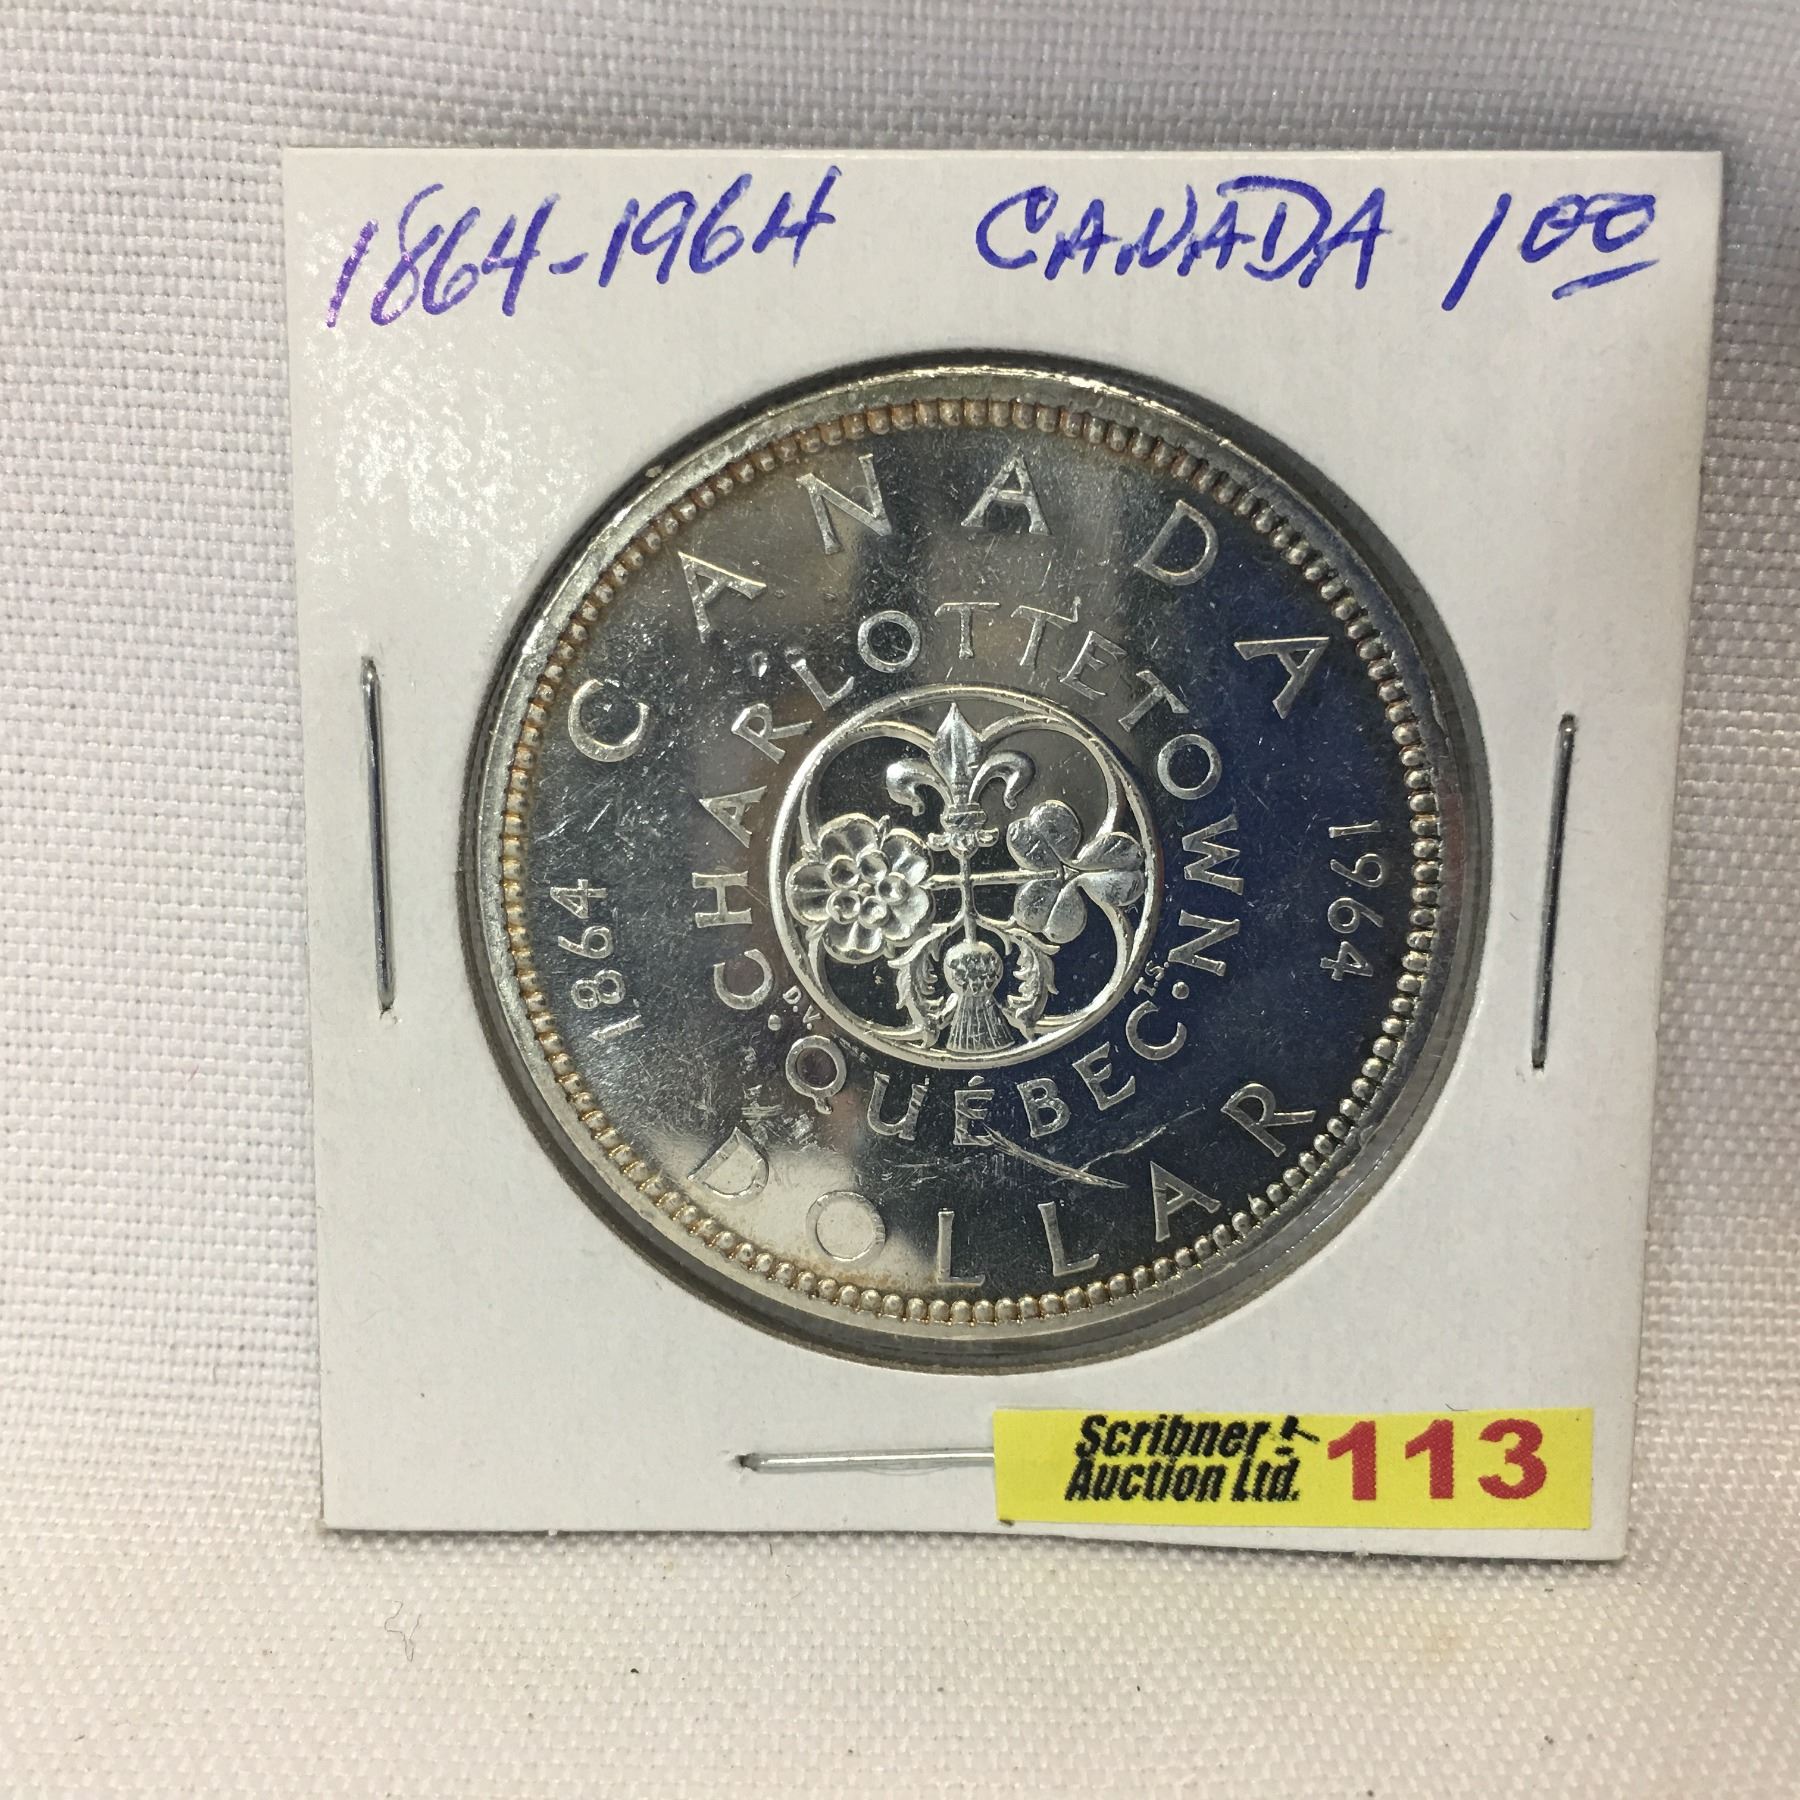 1864-1964 CANADA 1 00
CANADA
CHARLOTTETOWN
1864
1964
D.V.
T.S.
• QUÉBEC •
DOLLAR
Scribner
Auction Ltd.
113